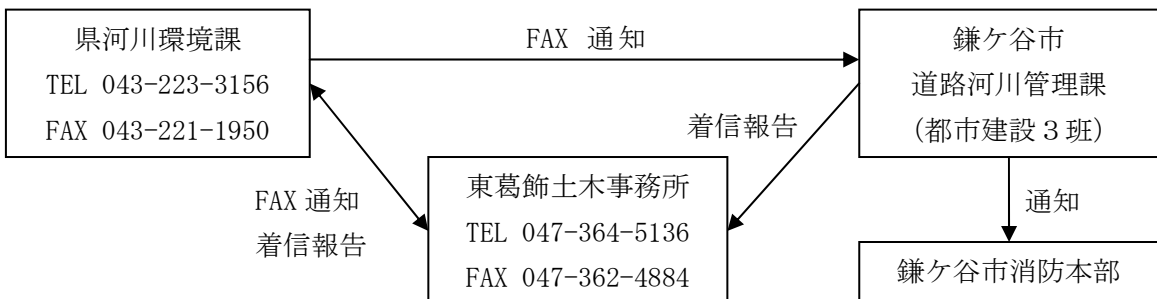 県河川環境課
TEL 043-223-3156
FAX 043-221-1950
FAX 通知
鎌ケ谷市
道路河川管理課
（都市建設３班）
着信報告
FAX 通知
着信報告
東葛飾土木事務所
TEL 047-364-5136
FAX 047-362-4884
通知
鎌ケ谷市消防本部